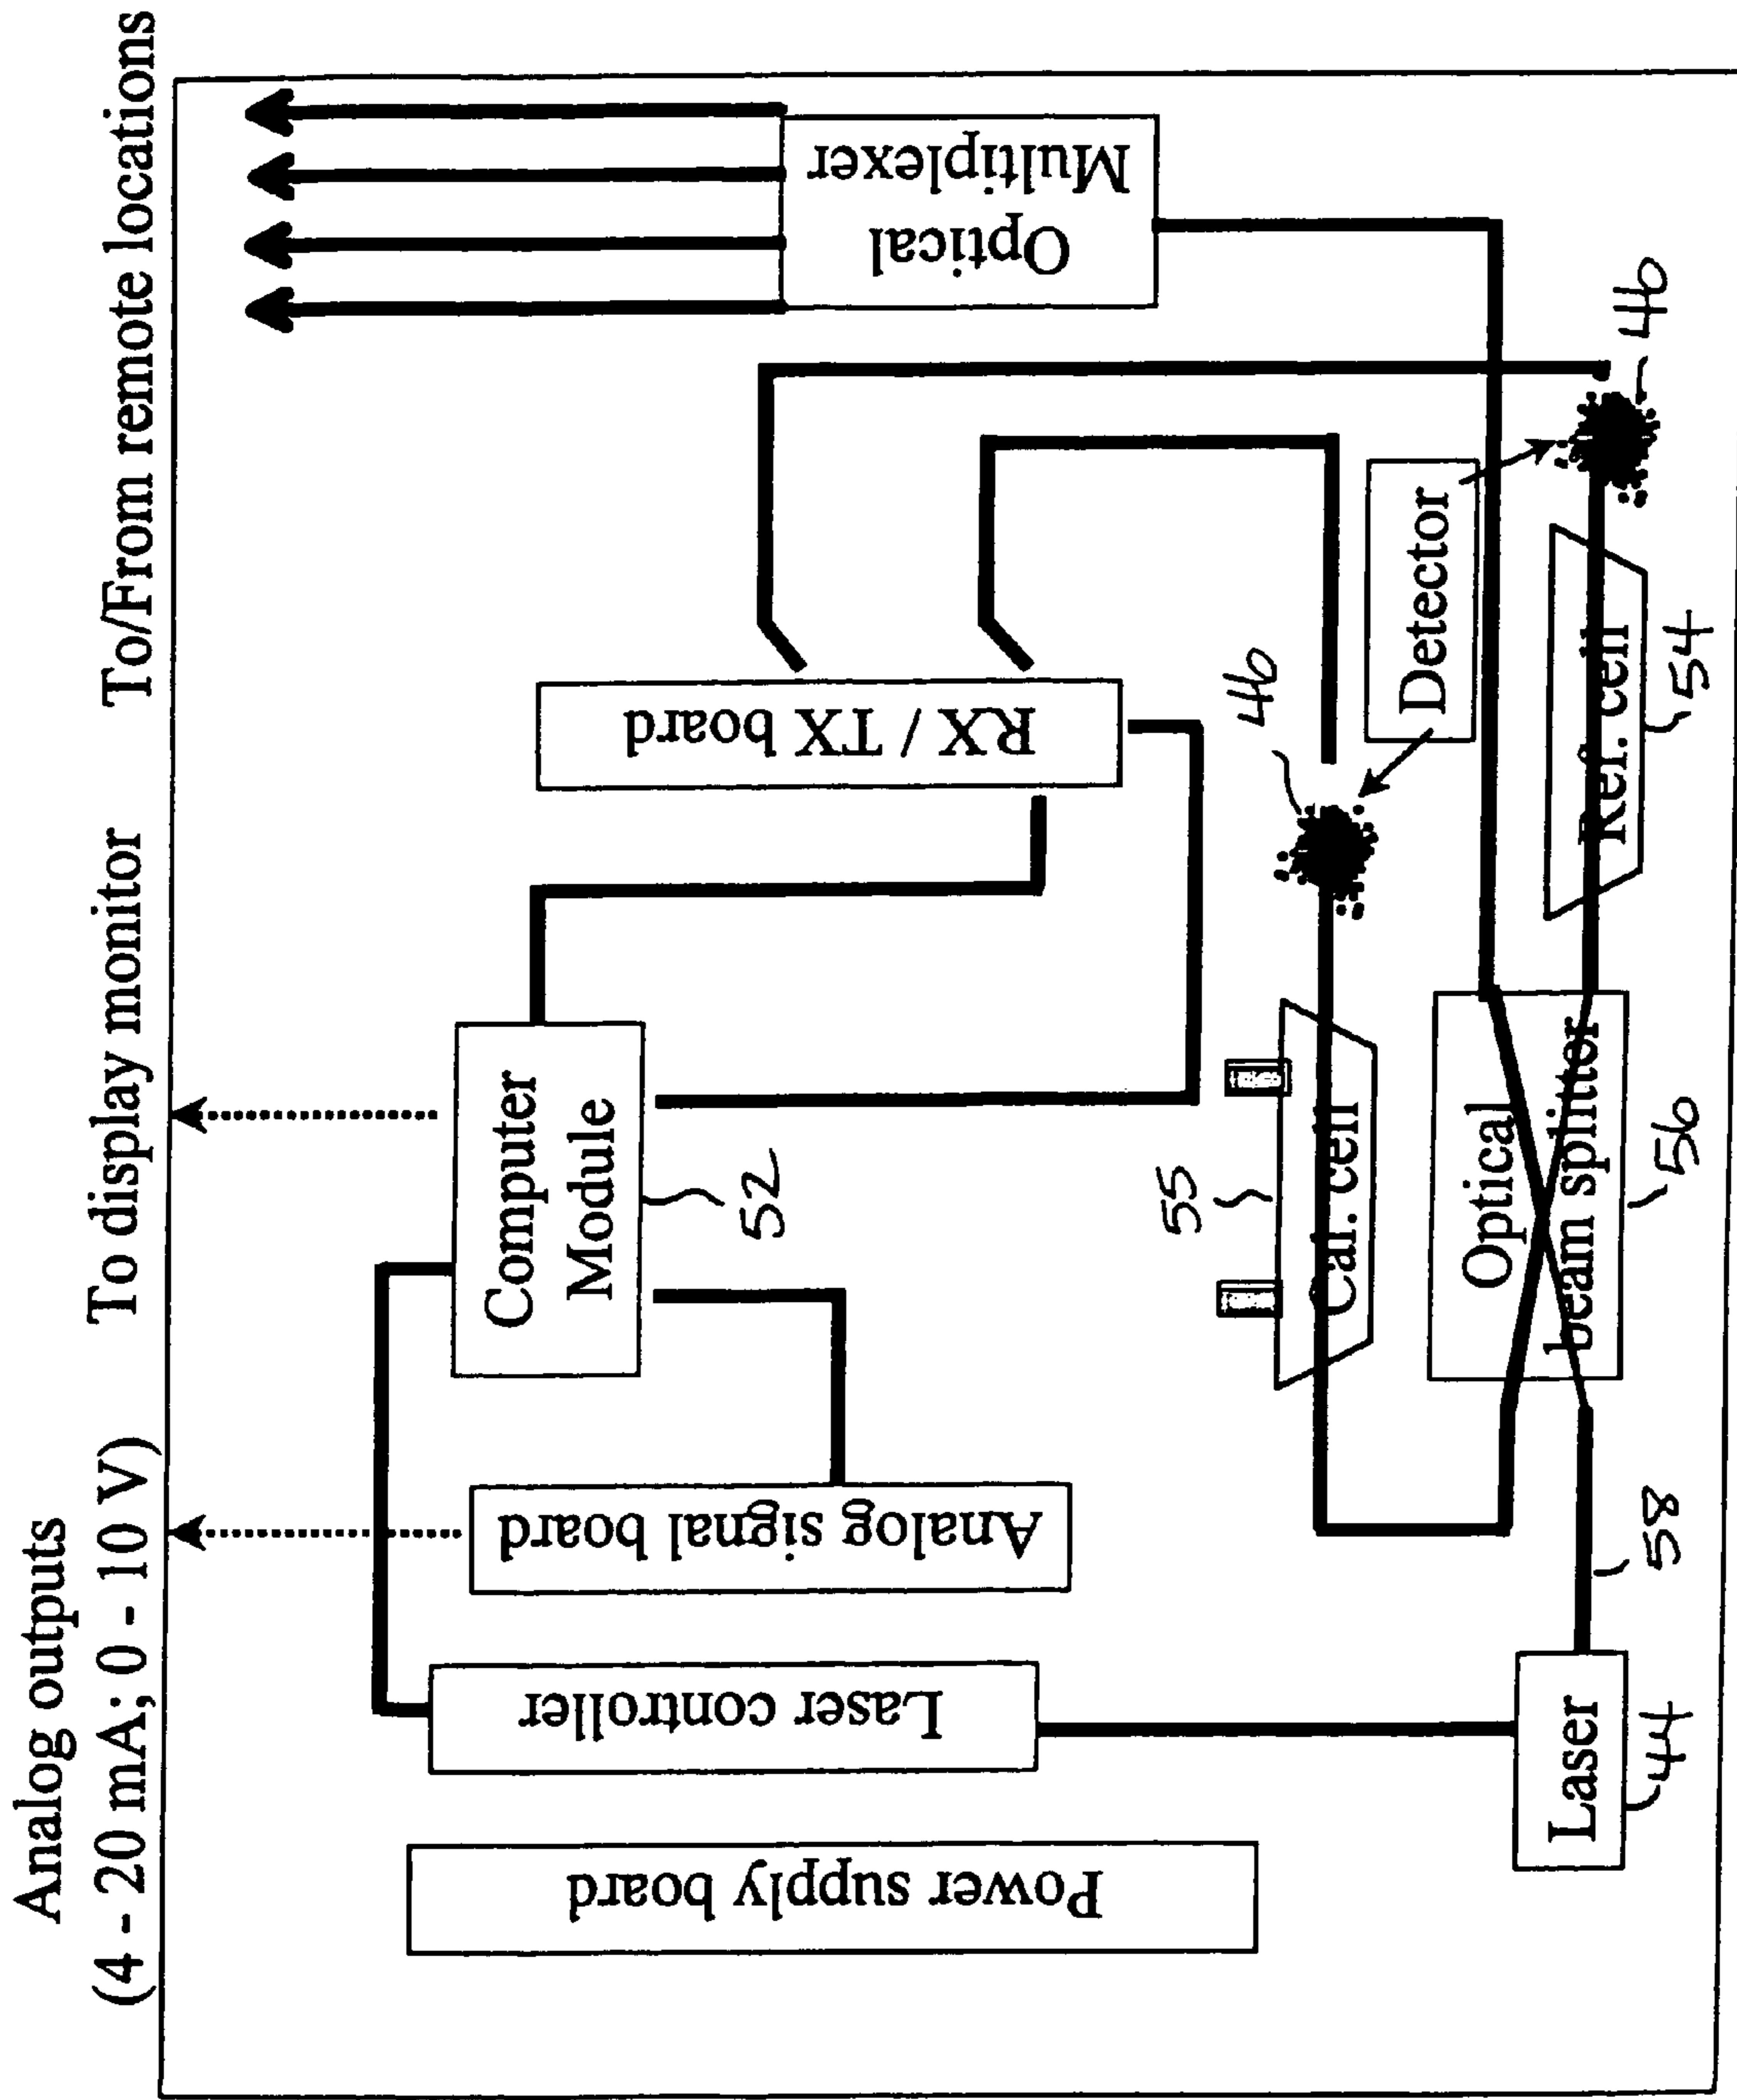 Analog outputs
(4 - 20 mA; 0 - 10 V)
To display monitor
To/From remote locations
Power supply board
Laser controller
Analog signal board
Computer
Module
52
RX / TX board
Optical
Multiplexer
55
Cal. cell
46
Detector
46
Laser
44
58
Optical
beam splitter
56
Ref. cell
54